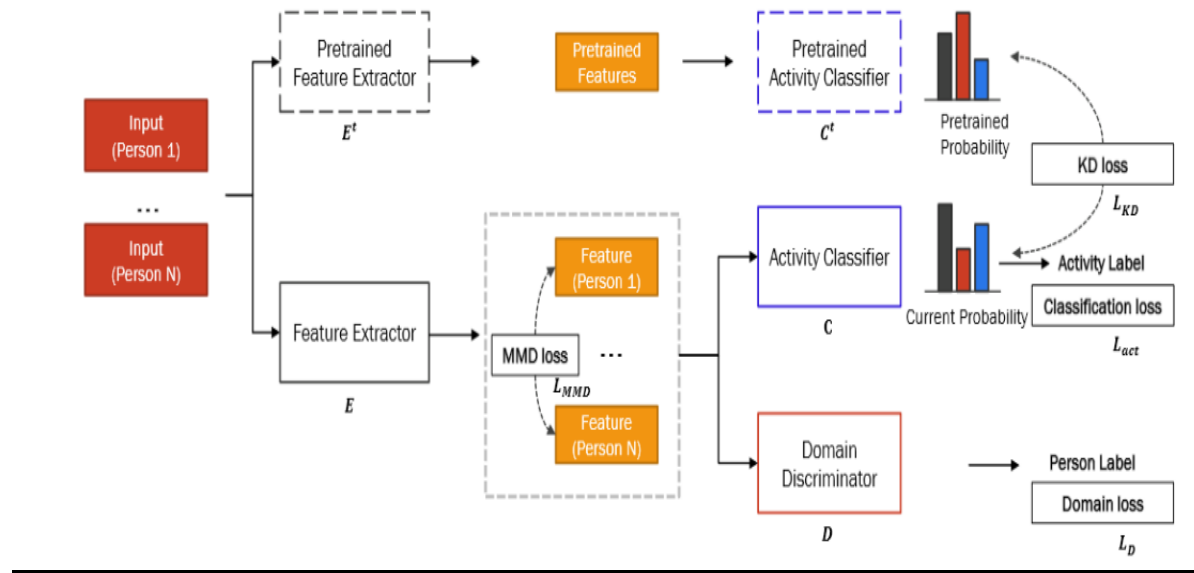 Input
(Person 1)
...
Input
(Person N)
Pretrained
Feature Extractor
E^t
Pretrained
Features
Pretrained
Activity Classifier
C^t
Pretrained
Probability
KD loss
L_KD
Feature Extractor
E
Feature
(Person 1)
MMD loss
...
L_MMD
Feature
(Person N)
Activity Classifier
C
Current Probability
Activity Label
Classification loss
L_act
Domain
Discriminator
D
Person Label
Domain loss
L_D